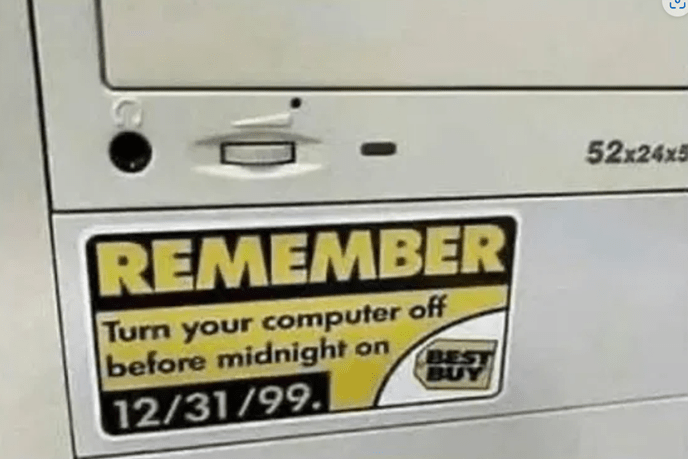 52x24x5
REMEMBER
Turn your computer off
before midnight on
12/31/99.
BEST
BUY